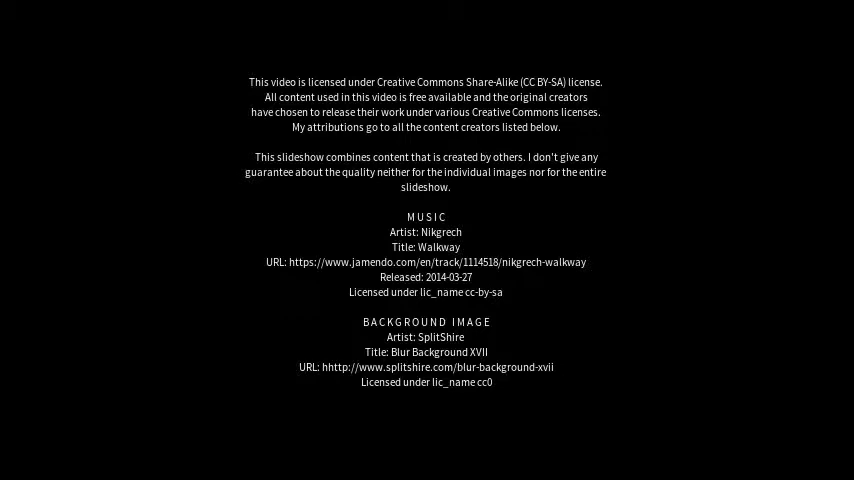 This video is licensed under Creative Commons Share-Alike (CC BY-SA) license.
All content used in this video is free available and the original creators
have chosen to release their work under various Creative Commons licenses.
My attributions go to all the content creators listed below.
This slideshow combines content that is created by others. I don't give any
guarantee about the quality neither for the individual images nor for the entire
slideshow.
MUSIC
Artist: Nikgrech
Title: Walkway
URL: https://www.jamendo.com/en/track/1114518/nikgrech-walkway
Released: 2014-03-27
Licensed under lic_name cc-by-sa
BACKGROUND IMAGE
Artist: SplitShire
Title: Blur Background XVII
URL: hhttp://www.splitshire.com/blur-background-xvii
Licensed under lic_name cc0